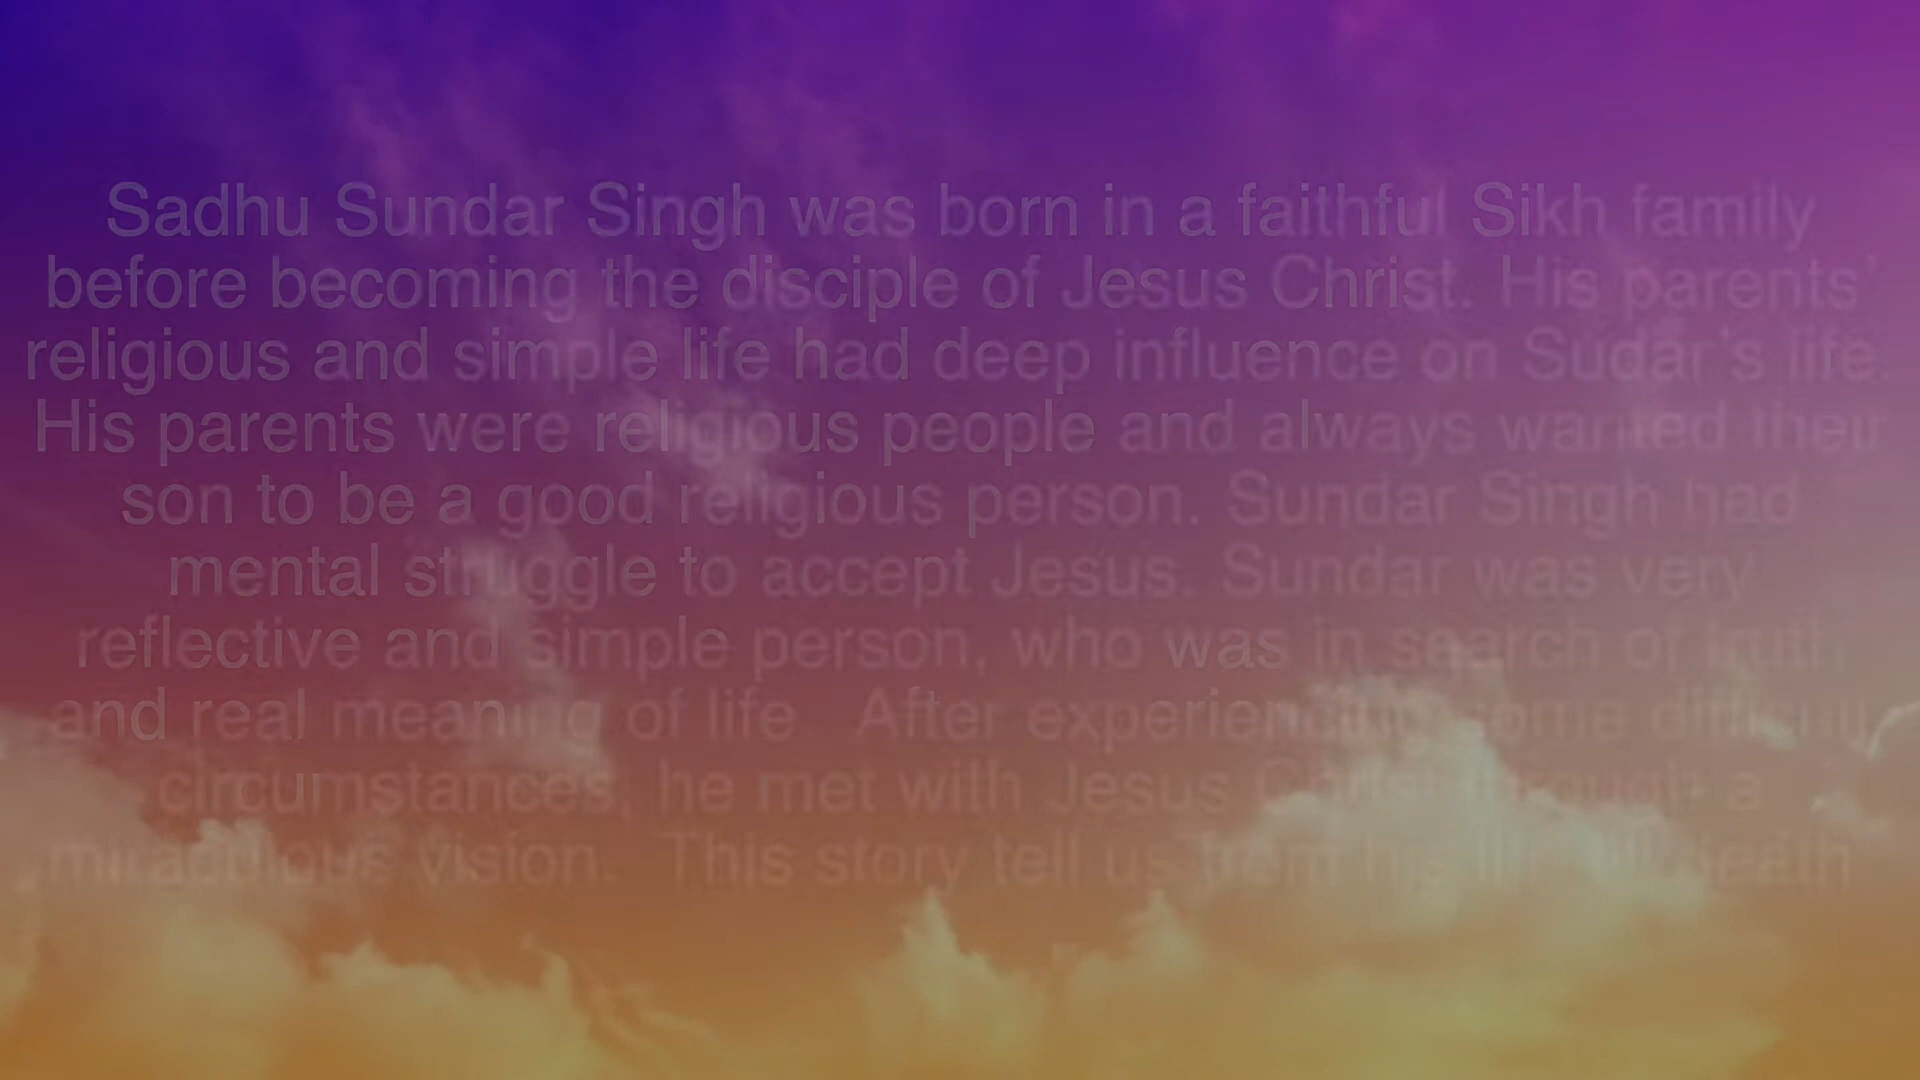 Sadhu Sundar Singh was born in a faithful Sikh family
before becoming the disciple of Jesus Christ. His parents'
religious and simple life had deep influence on Sudar's life.
His parents were religious people and always wanted their
son to be a good religious person. Sundar Singh had
mental struggle to accept Jesus. Sundar was very
reflective and simple person, who was in search of truth
and real meaning of life After experiencing some difficult
circumstances, he met with Jesus Christ through a
miraculous vision. This story tell us from his life till death